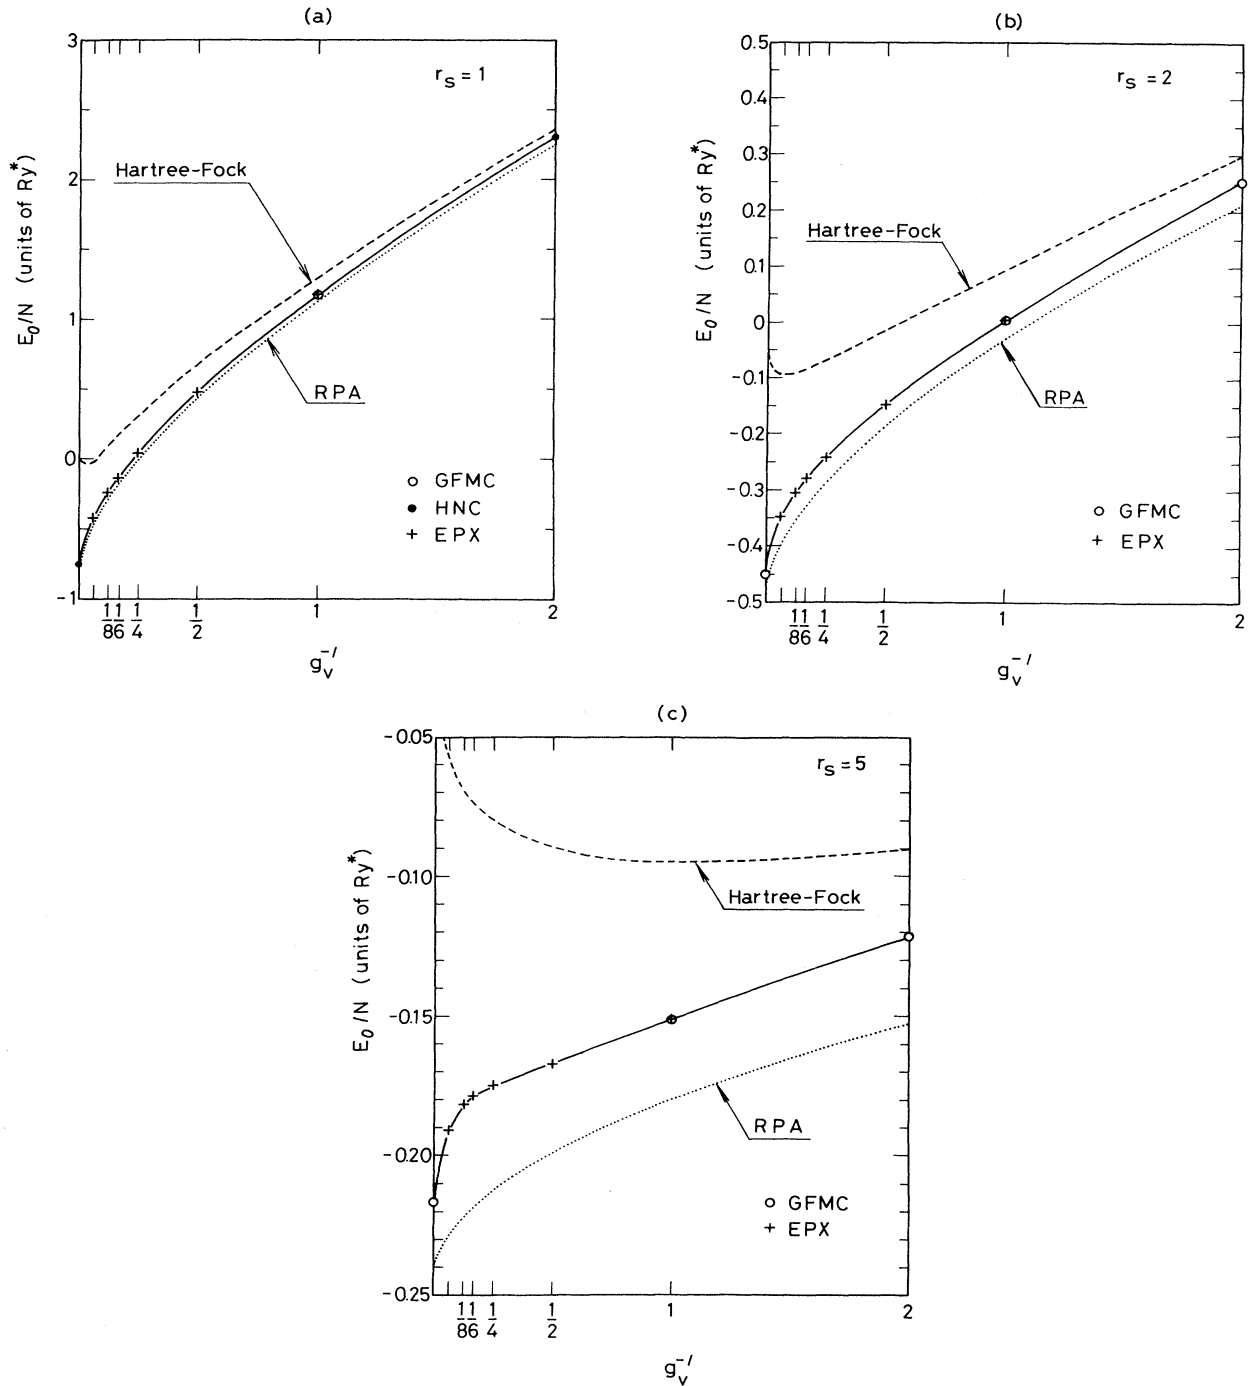 (a)
3
2
1
0
-1
E₀/N (units of Ry*)
r_s = 1
Hartree-Fock
RPA
GFMC
HNC
EPX
1/8 1/6 1/4 1/2 1 2
g_v^-1
(b)
0.5
0.4
0.3
0.2
0.1
0
-0.1
-0.2
-0.3
-0.4
-0.5
E₀/N (units of Ry*)
r_s = 2
Hartree-Fock
RPA
GFMC
EPX
1/8 1/6 1/4 1/2 1 2
g_v^-1
(c)
-0.05
-0.10
-0.15
-0.20
-0.25
E₀/N (units of Ry*)
r_s = 5
Hartree-Fock
RPA
GFMC
EPX
1/8 1/6 1/4 1/2 1 2
g_v^-1